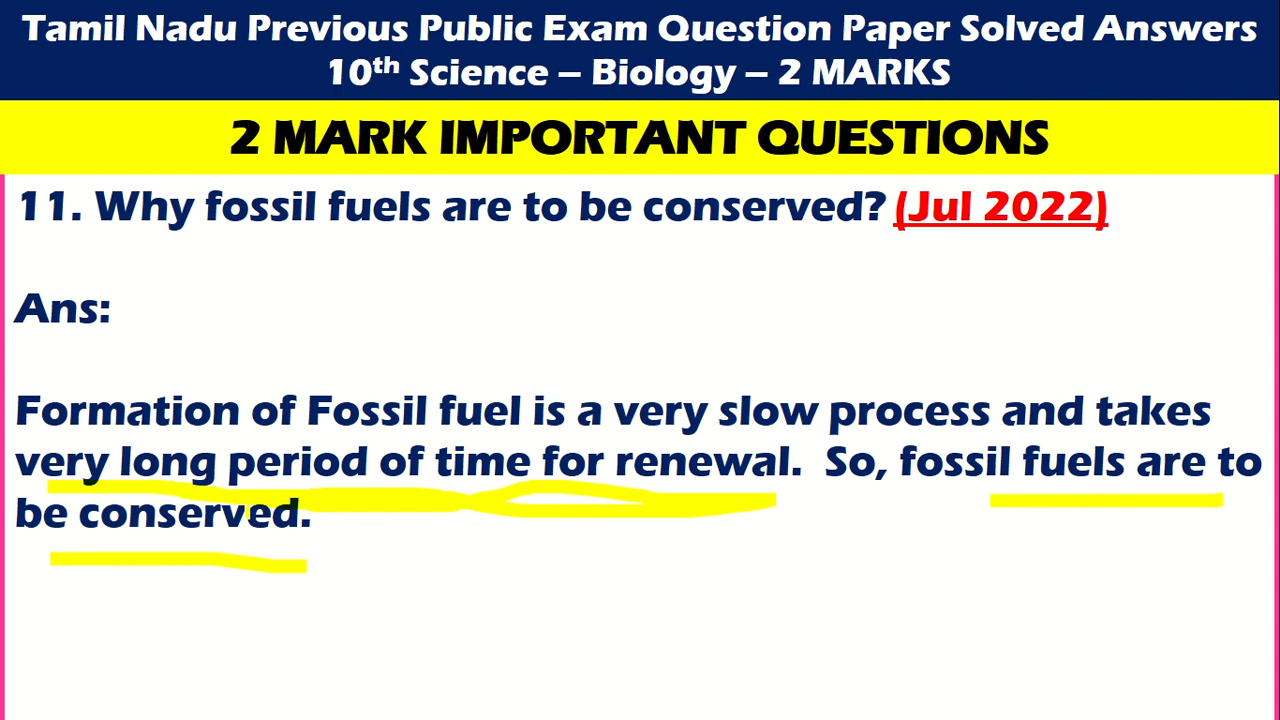 Tamil Nadu Previous Public Exam Question Paper Solved Answers
10th Science – Biology – 2 MARKS
2 MARK IMPORTANT QUESTIONS
11. Why fossil fuels are to be conserved? (Jul 2022)
Ans:
Formation of Fossil fuel is a very slow process and takes
very long period of time for renewal. So, fossil fuels are to
be conserved.